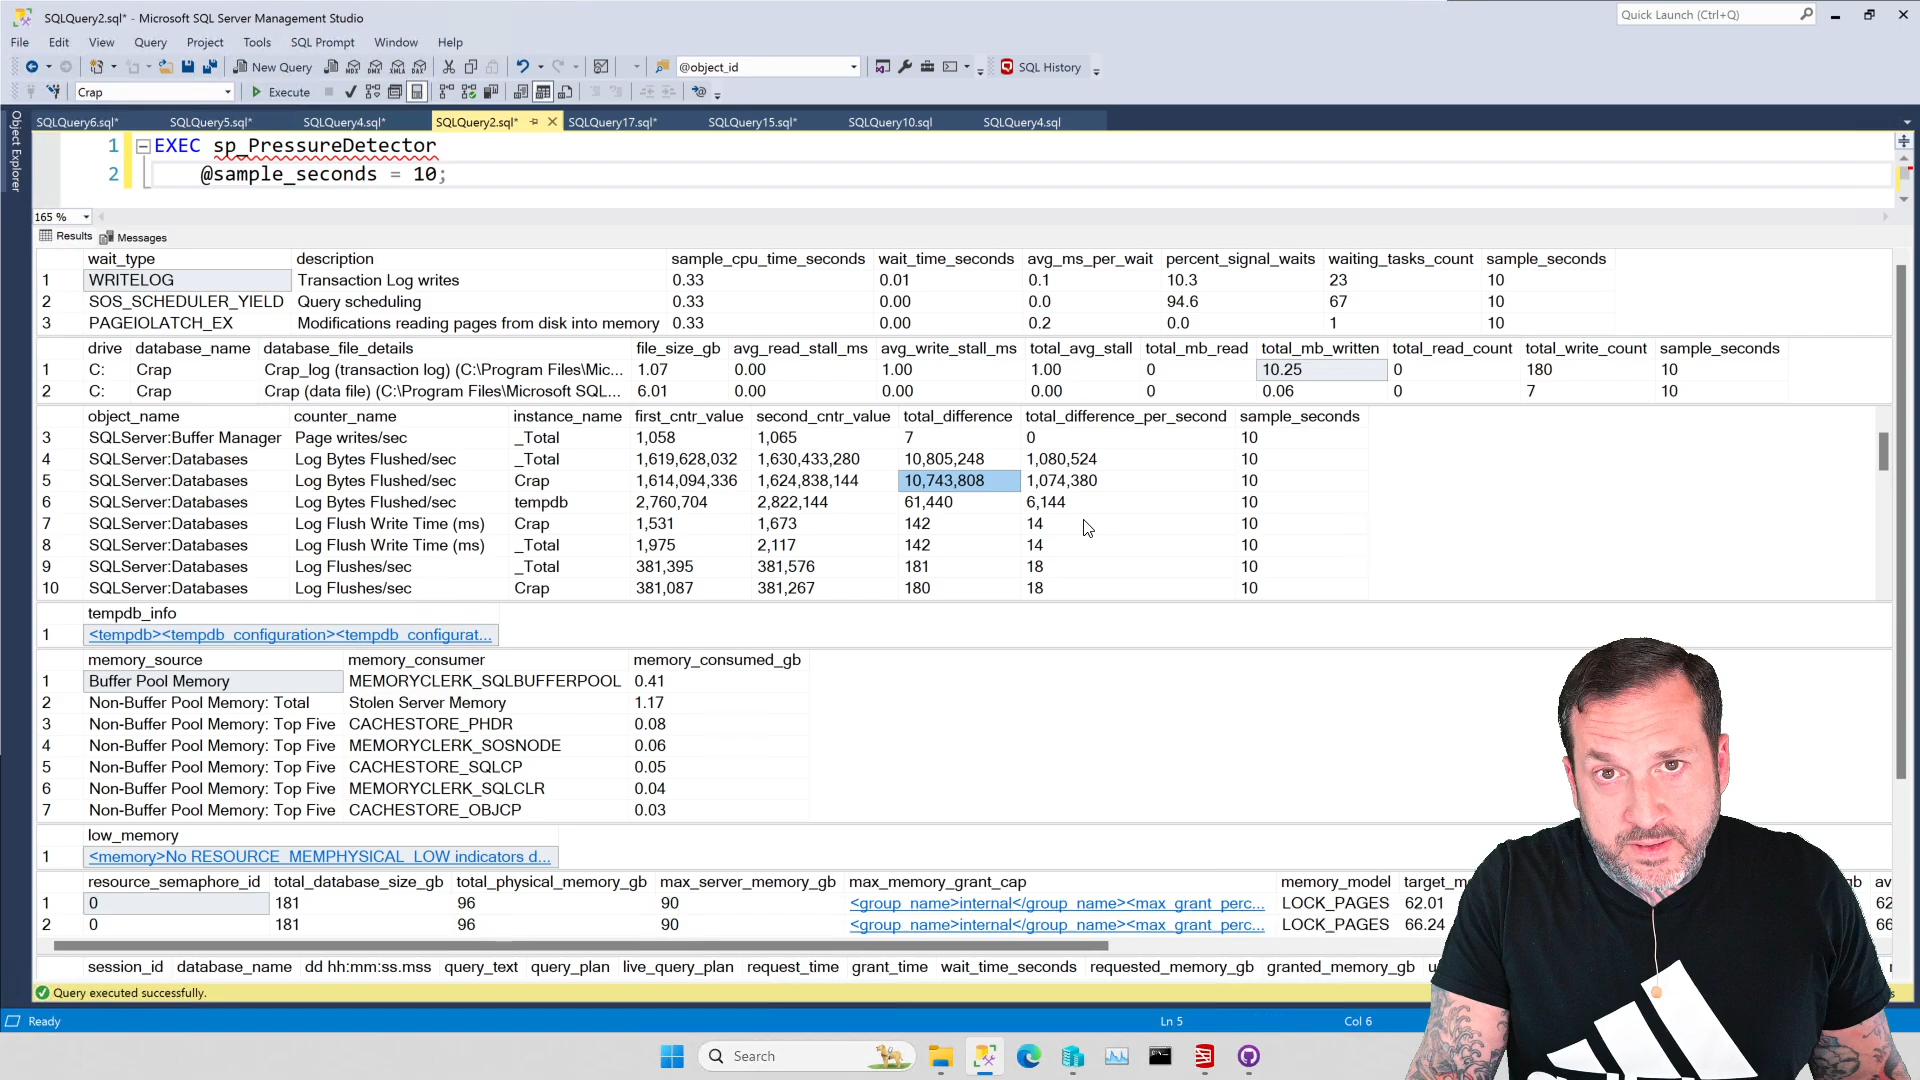 SQLQuery2.sql* - Microsoft SQL Server Management Studio
Quick Launch (Ctrl+Q)
File Edit View Query Project Tools SQL Prompt Window Help
New Query MDX DMX XMLA DAX @object_id SQL History
Crap Execute
SQLQuery6.sql* SQLQuery5.sql* SQLQuery4.sql* SQLQuery2.sql* SQLQuery17.sql* SQLQuery15.sql* SQLQuery10.sql SQLQuery4.sql
Object Explorer
1 EXEC sp_PressureDetector
2 @sample_seconds = 10;
165 %
Results Messages
wait_type description sample_cpu_time_seconds wait_time_seconds avg_ms_per_wait percent_signal_waits waiting_tasks_count sample_seconds
1 WRITELOG Transaction Log writes 0.33 0.01 0.1 10.3 23 10
2 SOS_SCHEDULER_YIELD Query scheduling 0.33 0.00 0.0 94.6 67 10
3 PAGEIOLATCH_EX Modifications reading pages from disk into memory 0.33 0.00 0.2 0.0 1 10
drive database_name database_file_details file_size_gb avg_read_stall_ms avg_write_stall_ms total_avg_stall total_mb_read total_mb_written total_read_count total_write_count sample_seconds
1 C: Crap Crap_log (transaction log) (C:\Program Files\Mic... 1.07 0.00 1.00 1.00 0 10.25 0 180 10
2 C: Crap Crap (data file) (C:\Program Files\Microsoft SQL... 6.01 0.00 0.00 0.00 0 0.06 0 7 10
object_name counter_name instance_name first_cntr_value second_cntr_value total_difference total_difference_per_second sample_seconds
3 SQLServer:Buffer Manager Page writes/sec _Total 1,058 1,065 7 0 10
4 SQLServer:Databases Log Bytes Flushed/sec _Total 1,619,628,032 1,630,433,280 10,805,248 1,080,524 10
5 SQLServer:Databases Log Bytes Flushed/sec Crap 1,614,094,336 1,624,838,144 10,743,808 1,074,380 10
6 SQLServer:Databases Log Bytes Flushed/sec tempdb 2,760,704 2,822,144 61,440 6,144 10
7 SQLServer:Databases Log Flush Write Time (ms) Crap 1,531 1,673 142 14 10
8 SQLServer:Databases Log Flush Write Time (ms) _Total 1,975 2,117 142 14 10
9 SQLServer:Databases Log Flushes/sec _Total 381,395 381,576 181 18 10
10 SQLServer:Databases Log Flushes/sec Crap 381,087 381,267 180 18 10
tempdb_info
1 <tempdb><tempdb_configuration><tempdb_configurat...
memory_source memory_consumer memory_consumed_gb
1 Buffer Pool Memory MEMORYCLERK_SQLBUFFERPOOL 0.41
2 Non-Buffer Pool Memory: Total Stolen Server Memory 1.17
3 Non-Buffer Pool Memory: Top Five CACHESTORE_PHDR 0.08
4 Non-Buffer Pool Memory: Top Five MEMORYCLERK_SOSNODE 0.06
5 Non-Buffer Pool Memory: Top Five CACHESTORE_SQLCP 0.05
6 Non-Buffer Pool Memory: Top Five MEMORYCLERK_SQLCLR 0.04
7 Non-Buffer Pool Memory: Top Five CACHESTORE_OBJCP 0.03
low_memory
1 <memory>No RESOURCE_MEMPHYSICAL_LOW indicators d...
resource_semaphore_id total_database_size_gb total_physical_memory_gb max_server_memory_gb max_memory_grant_cap memory_model target_m gb av
1 0 181 96 90 <group_name>internal</group_name><max_grant_perc... LOCK_PAGES 62.01 62
2 0 181 96 90 <group_name>internal</group_name><max_grant_perc... LOCK_PAGES 66.24 66
session_id database_name dd hh:mm:ss.mss query_text query_plan live_query_plan request_time grant_time wait_time_seconds requested_memory_gb granted_memory_gb u
Query executed successfully.
Ready Ln 5 Col 6
Search